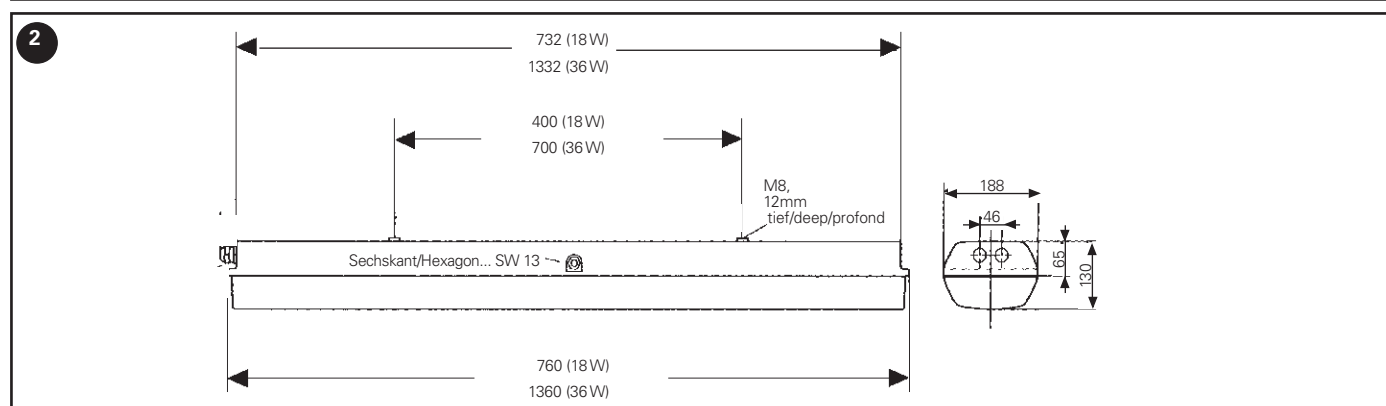 2
732 (18 W)
1332 (36 W)
400 (18 W)
700 (36 W)
M8,
12mm
tief/deep/profond
188
46
65
130
Sechskant/Hexagon... SW 13
760 (18 W)
1360 (36 W)